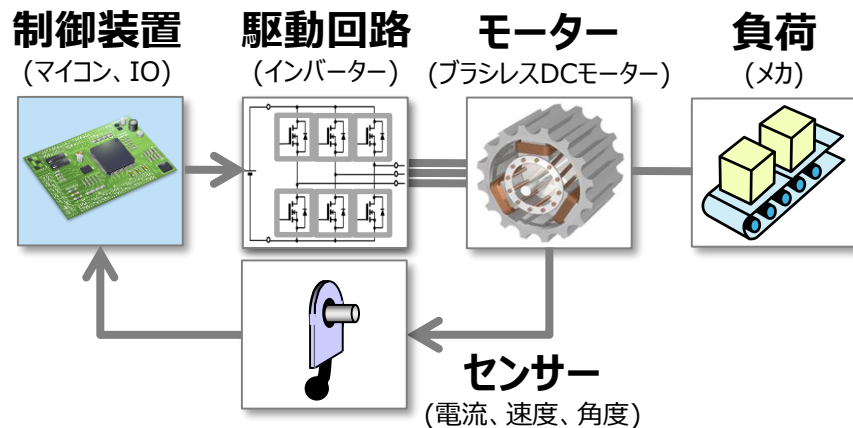 制御装置
(マイコン、IO)
駆動回路
(インバーター)
モーター
(ブラシレスDCモーター)
負荷
(メカ)
センサー
(電流、速度、角度)